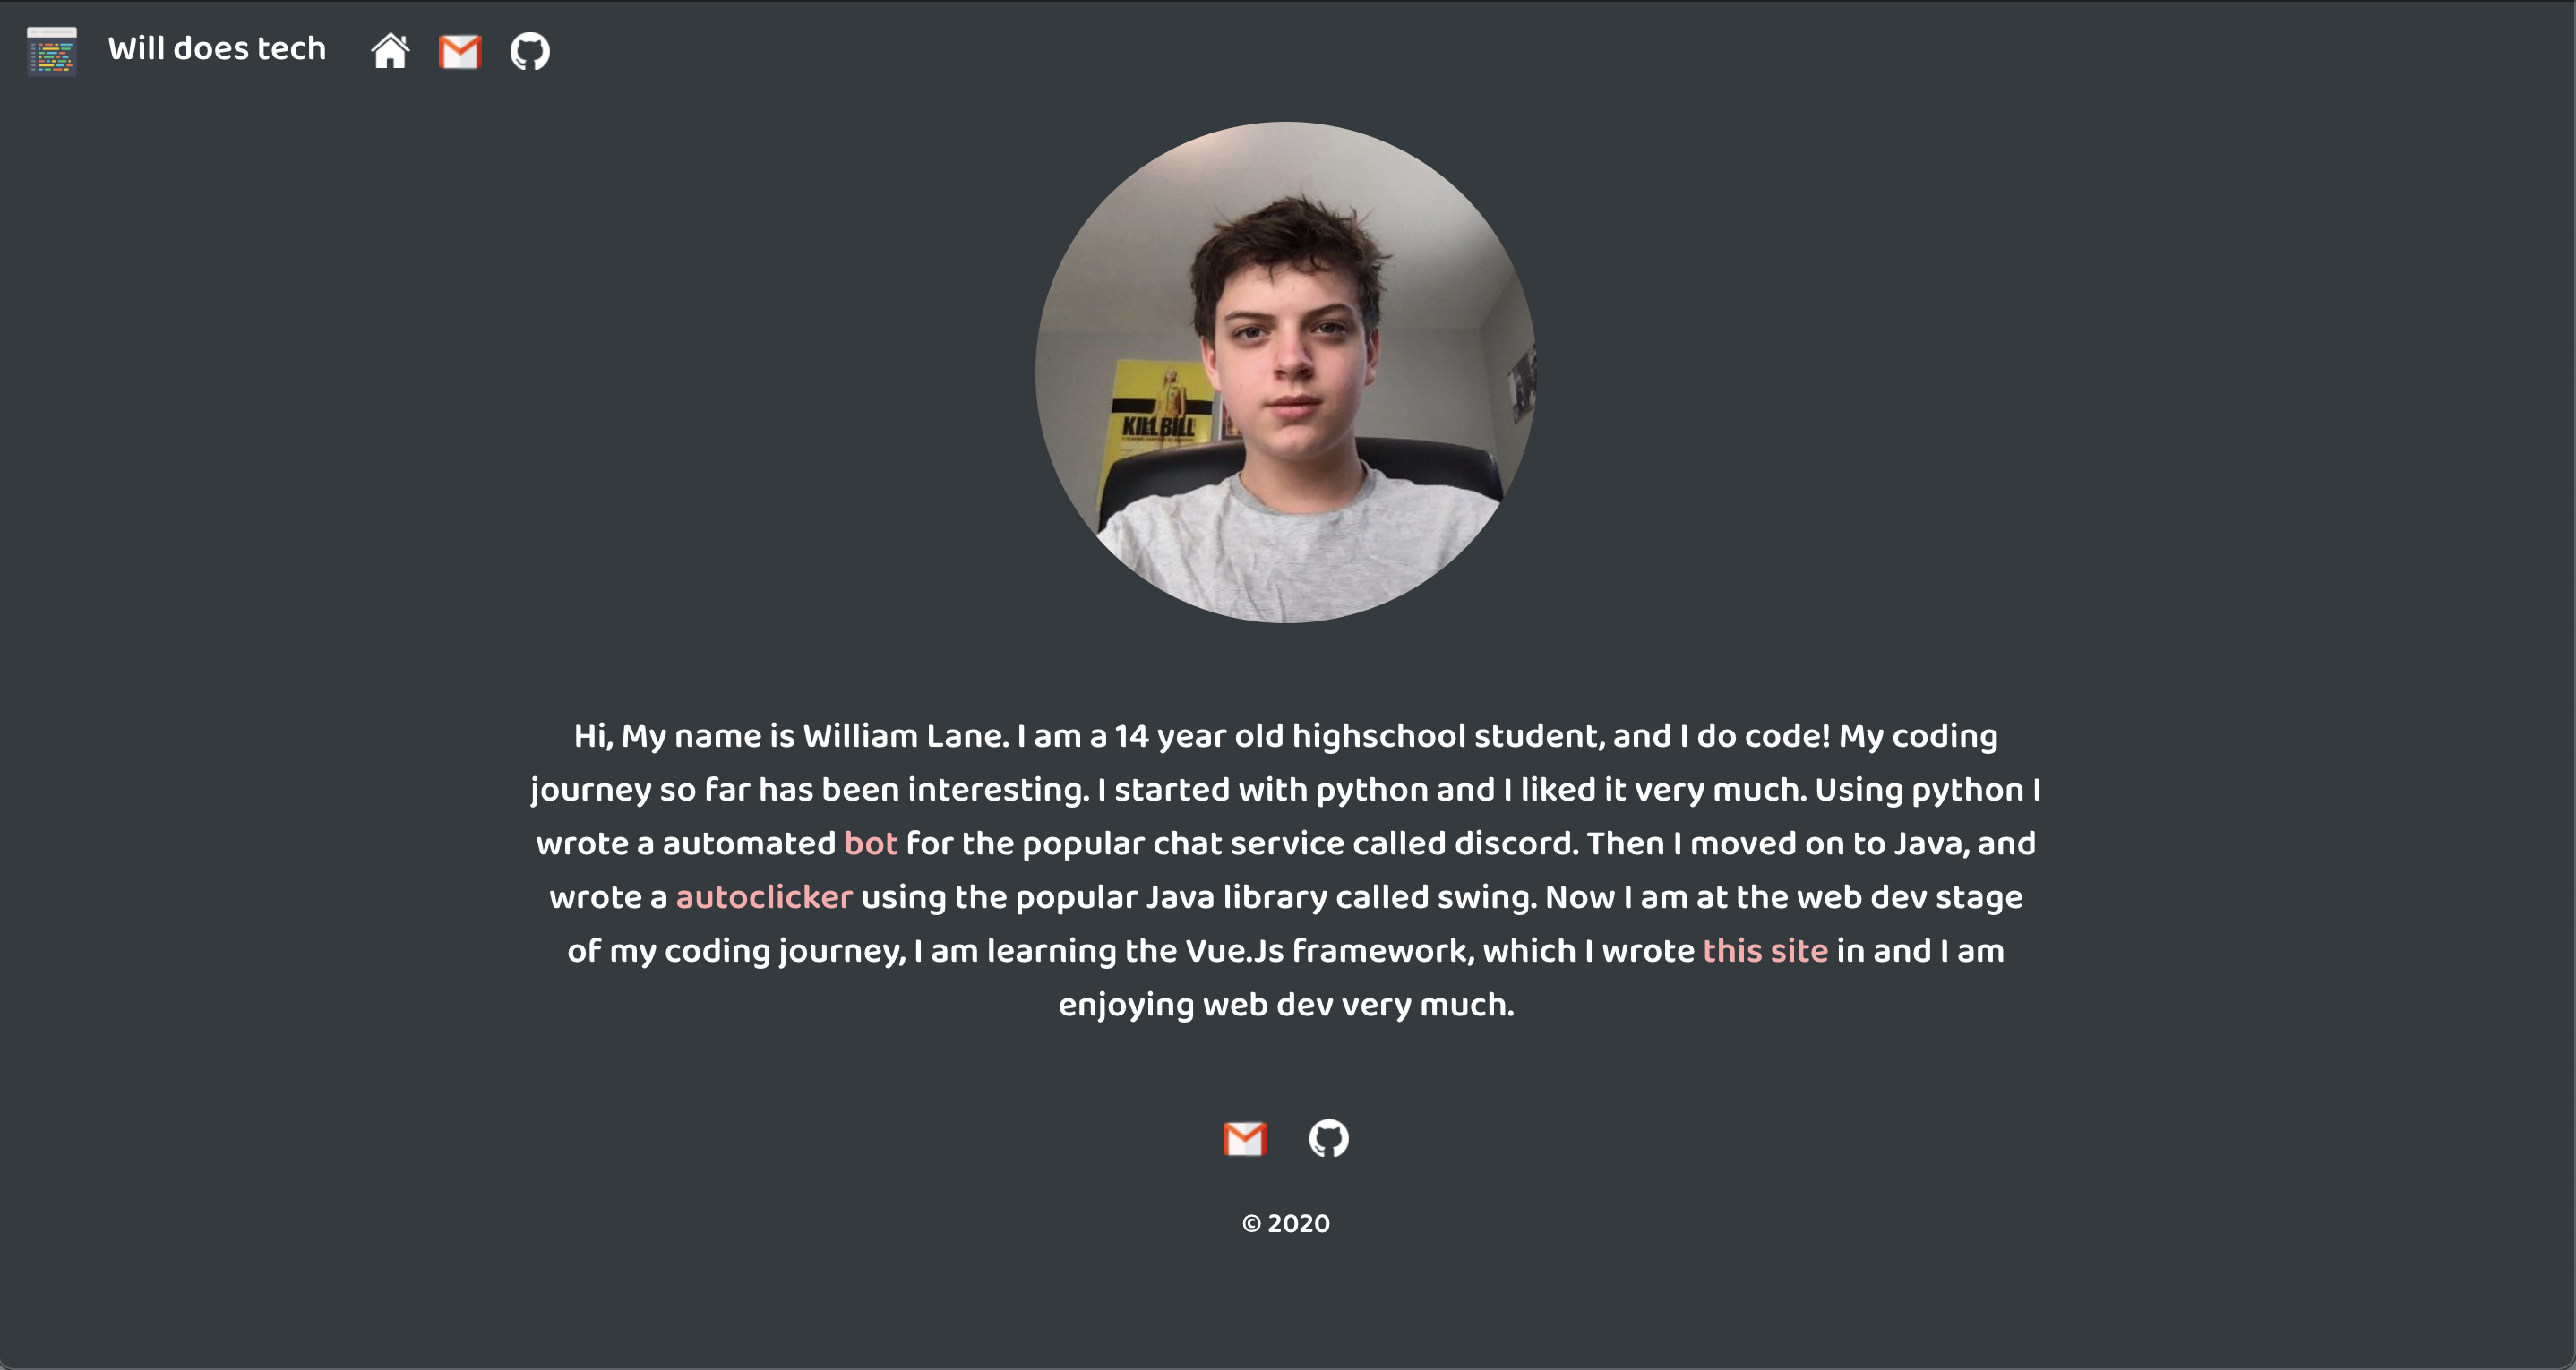 Will does tech
KILL BILL
Hi, My name is William Lane. I am a 14 year old highschool student, and I do code! My coding
journey so far has been interesting. I started with python and I liked it very much. Using python I
wrote a automated bot for the popular chat service called discord. Then I moved on to Java, and
wrote a autoclicker using the popular Java library called swing. Now I am at the web dev stage
of my coding journey, I am learning the Vue.Js framework, which I wrote this site in and I am
enjoying web dev very much.
© 2020